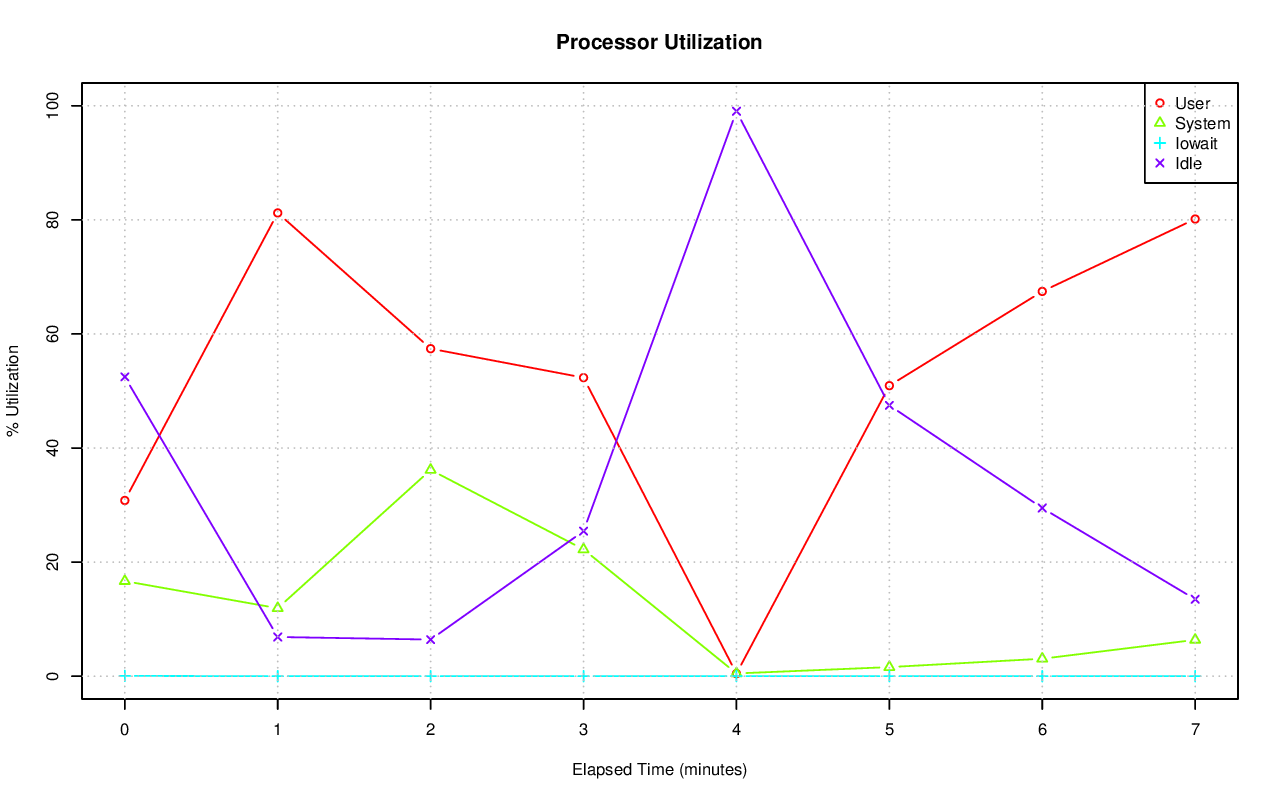 Processor Utilization
% Utilization
100
80
60
40
20
0
User
System
Iowait
Idle
0 1 2 3 4 5 6 7
Elapsed Time (minutes)